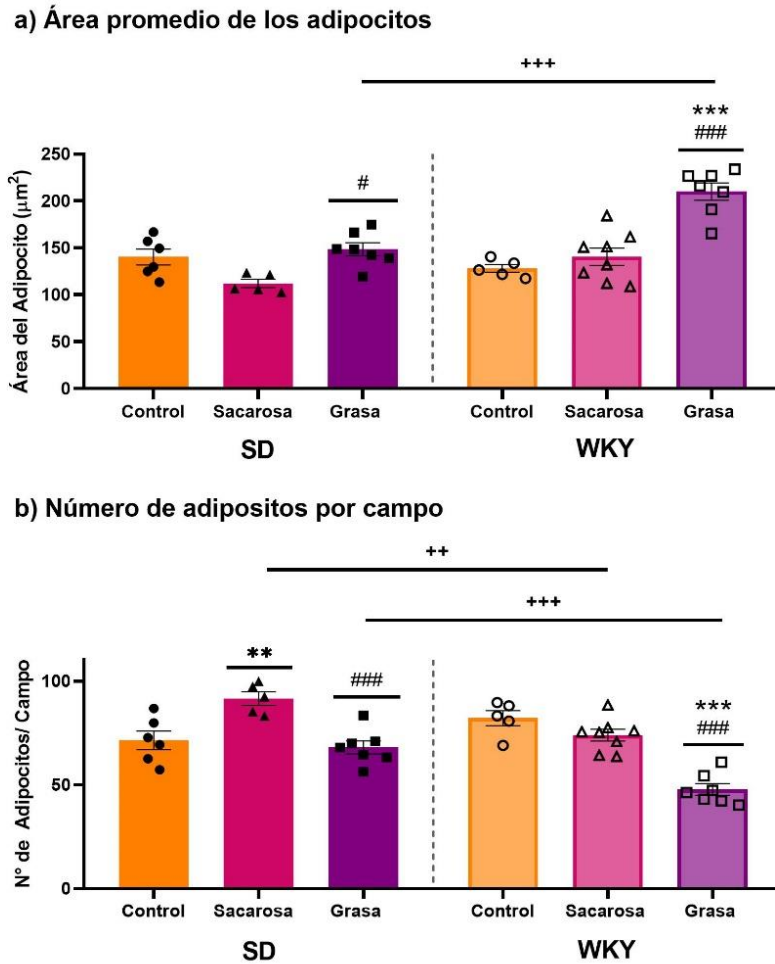 a) Área promedio de los adipocitos
+++
***
###
#
Área del Adipocito (μm²)
250
200
150
100
50
0
Control Sacarosa Grasa Control Sacarosa Grasa
SD WKY
b) Número de adipositos por campo
++
+++
**
###
***
###
N° de Adipocitos/ Campo
100
50
0
Control Sacarosa Grasa Control Sacarosa Grasa
SD WKY